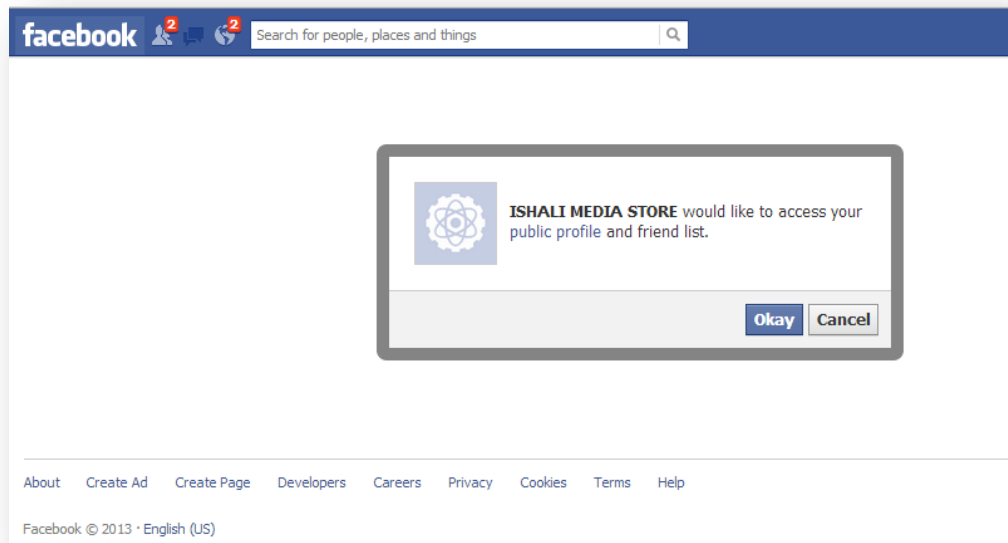 facebook 2 2 Search for people, places and things
ISHALI MEDIA STORE would like to access your
public profile and friend list.
Okay Cancel
About Create Ad Create Page Developers Careers Privacy Cookies Terms Help
Facebook © 2013 · English (US)